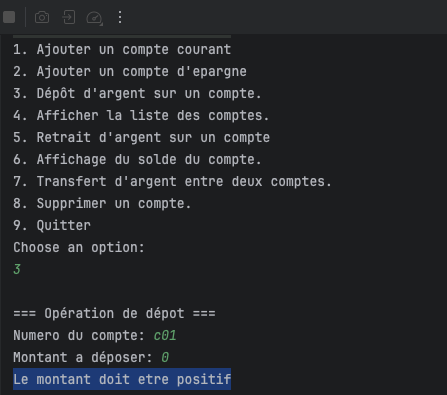 1. Ajouter un compte courant
2. Ajouter un compte d'epargne
3. Dépôt d'argent sur un compte.
4. Afficher la liste des comptes.
5. Retrait d'argent sur un compte
6. Affichage du solde du compte.
7. Transfert d'argent entre deux comptes.
8. Supprimer un compte.
9. Quitter
Choose an option:
3
=== Opération de dépot ===
Numero du compte: c01
Montant a déposer: 0
Le montant doit etre positif